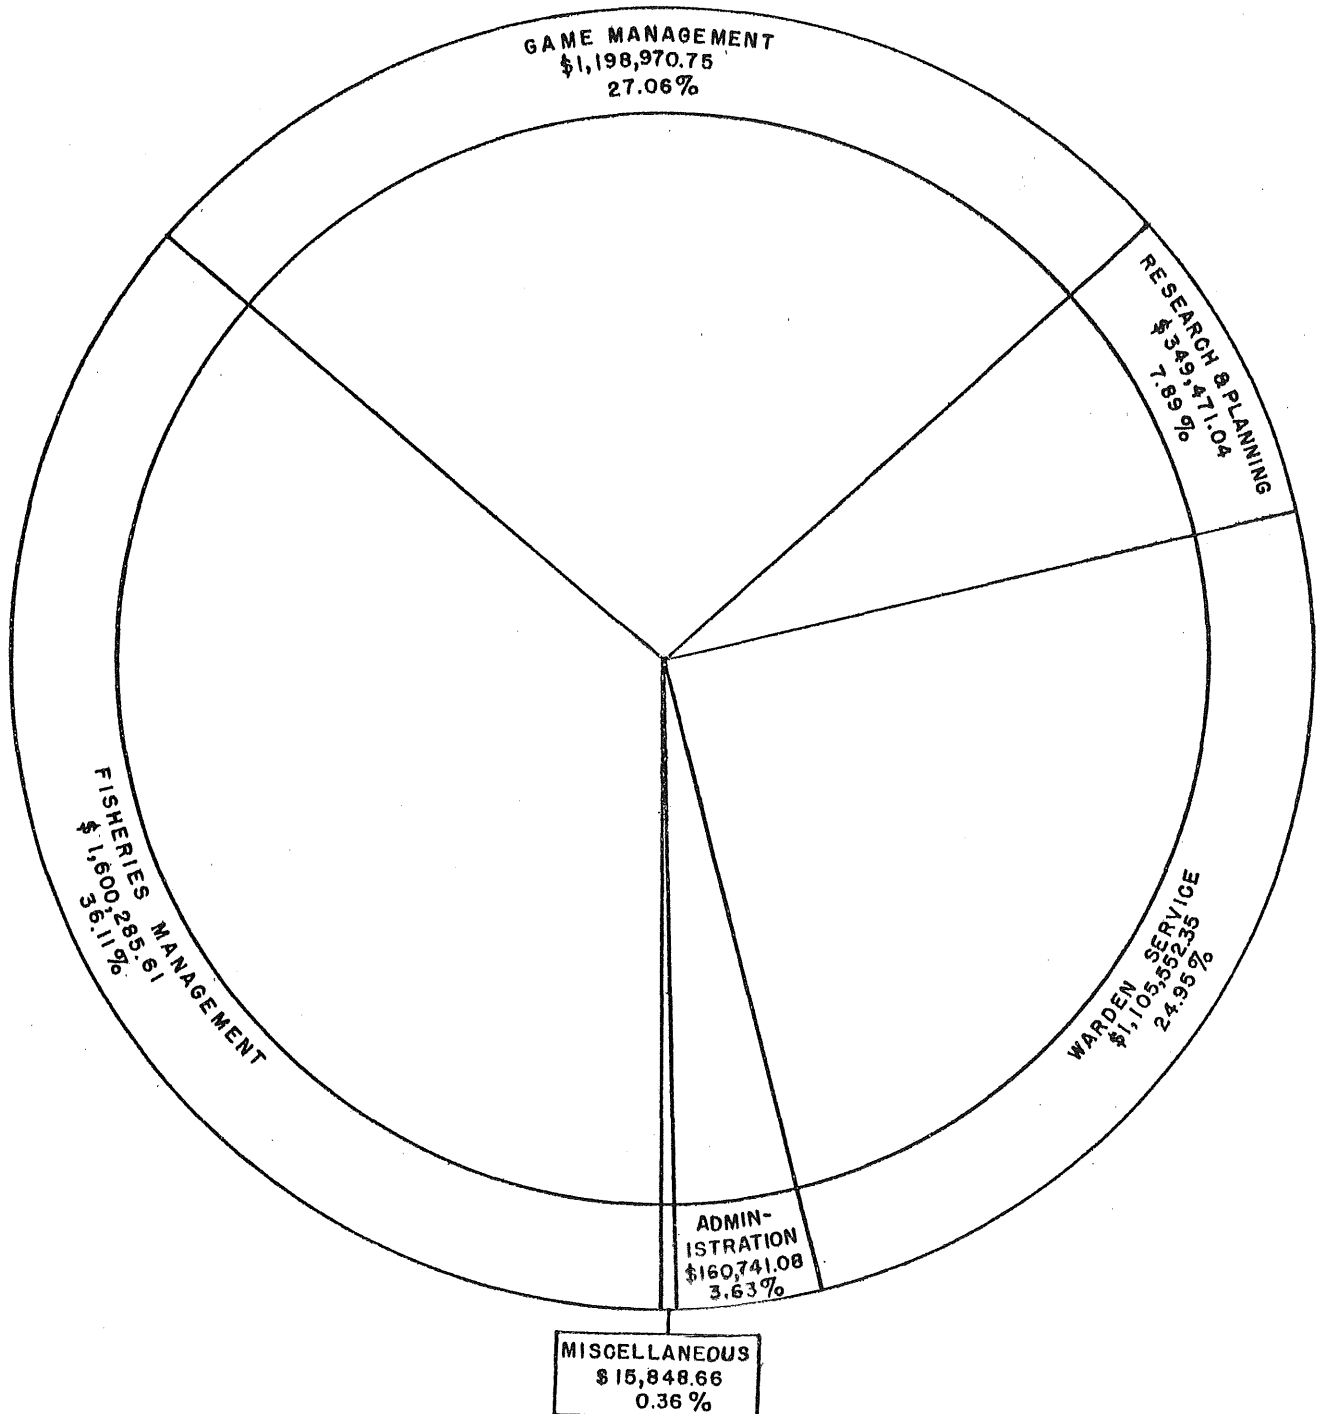 GAME MANAGEMENT
$1,198,970.75
27.06%
RESEARCH & PLANNING
$349,471.04
7.89%
WARDEN SERVICE
$1,105,552.35
24.95%
ADMIN-
ISTRATION
$160,741.08
3.63%
MISCELLANEOUS
$15,848.66
0.36%
FISHERIES MANAGEMENT
$1,600,285.61
36.11%